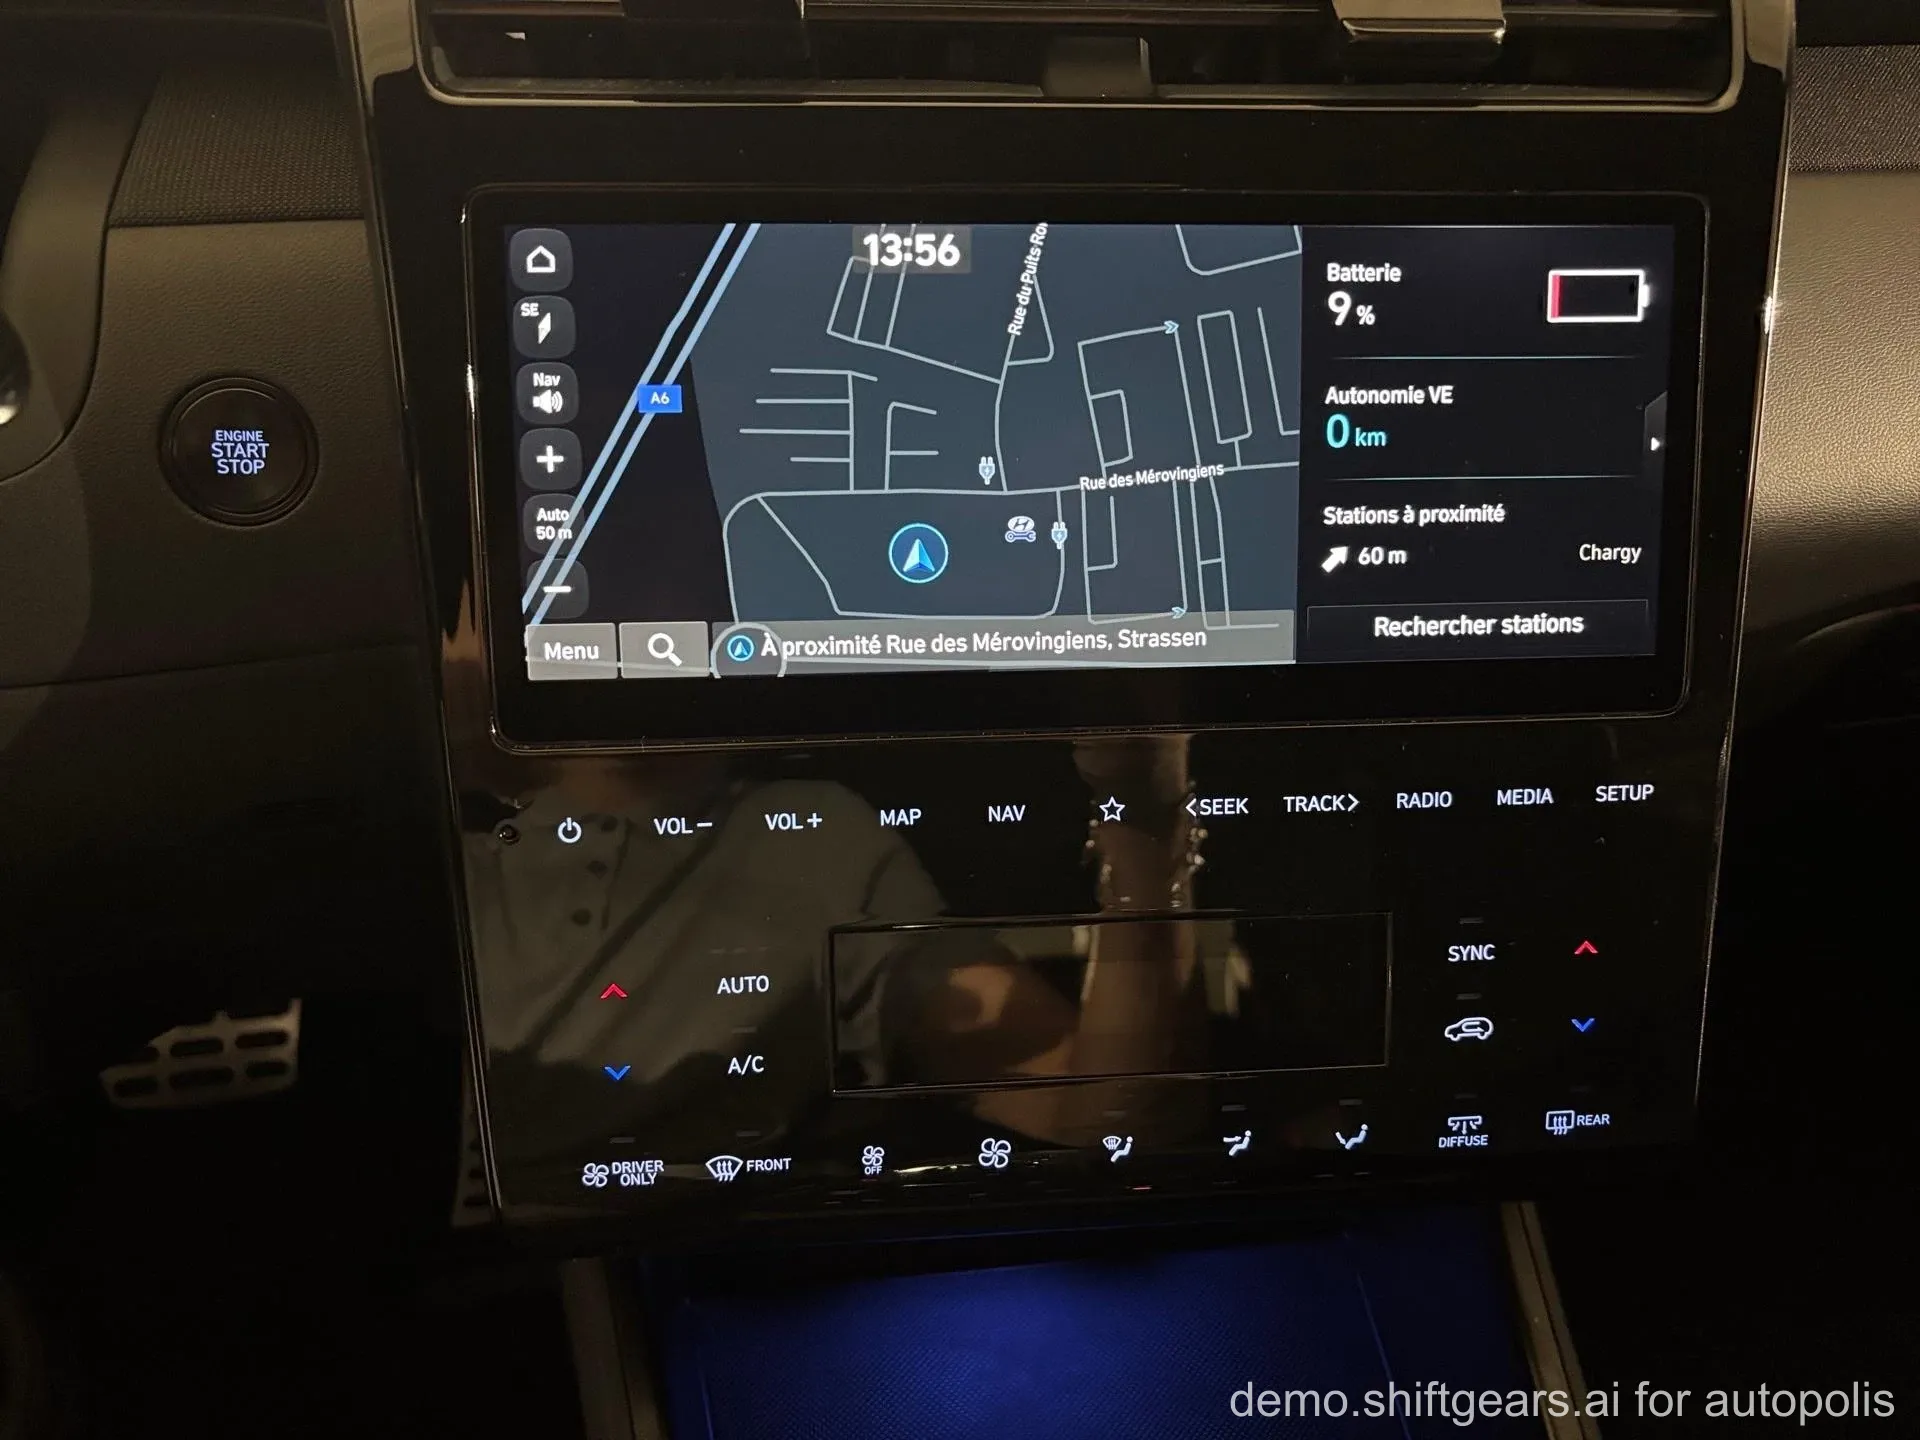 13:56
SE
Nav
A6
Auto
50 m
Rue du Puits Ro
Rue des Mérovingiens
Menu
À proximité Rue des Mérovingiens, Strassen
Batterie
9 %
Autonomie VE
0 km
Stations à proximité
60 m
Chargy
Rechercher stations
ENGINE
START
STOP
VOL− VOL+ MAP NAV <SEEK TRACK> RADIO MEDIA SETUP
AUTO
SYNC
A/C
DRIVER
ONLY
FRONT
OFF
DIFFUSE
REAR
demo.shiftgears.ai for autopolis